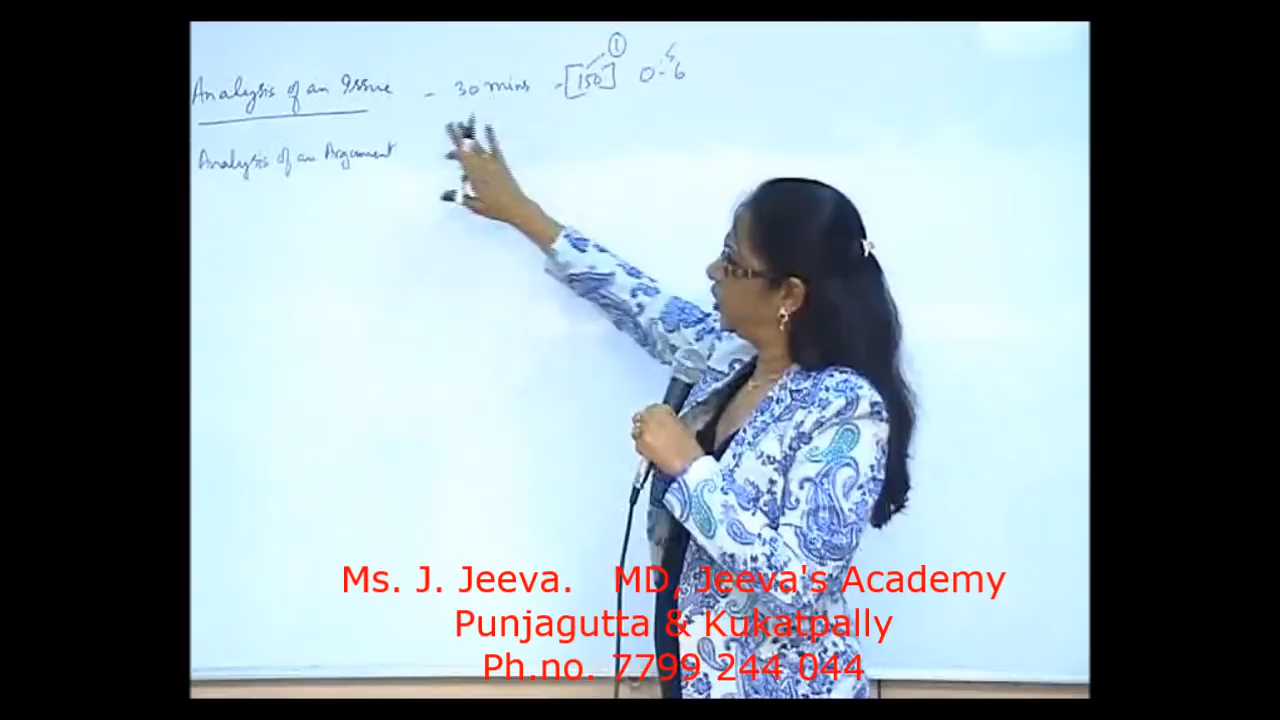 Analysis of an Issue - 30 mins - [150] ① 0-6
Analysis of an Argument
Ms. J. Jeeva. MD, Jeeva's Academy
Punjagutta & Kukatpally
Ph.no. 7799 244 044